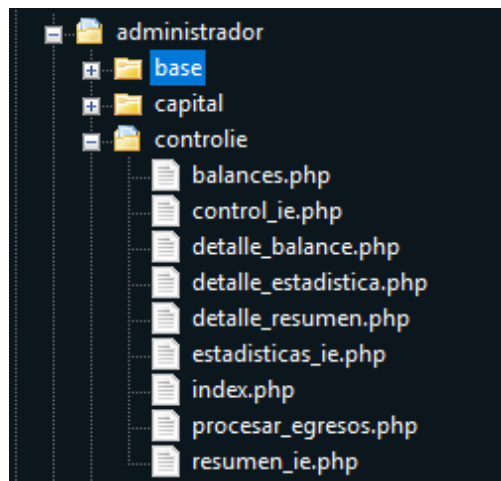 administrador
base
capital
controlie
balances.php
control_ie.php
detalle_balance.php
detalle_estadistica.php
detalle_resumen.php
estadisticas_ie.php
index.php
procesar_egresos.php
resumen_ie.php